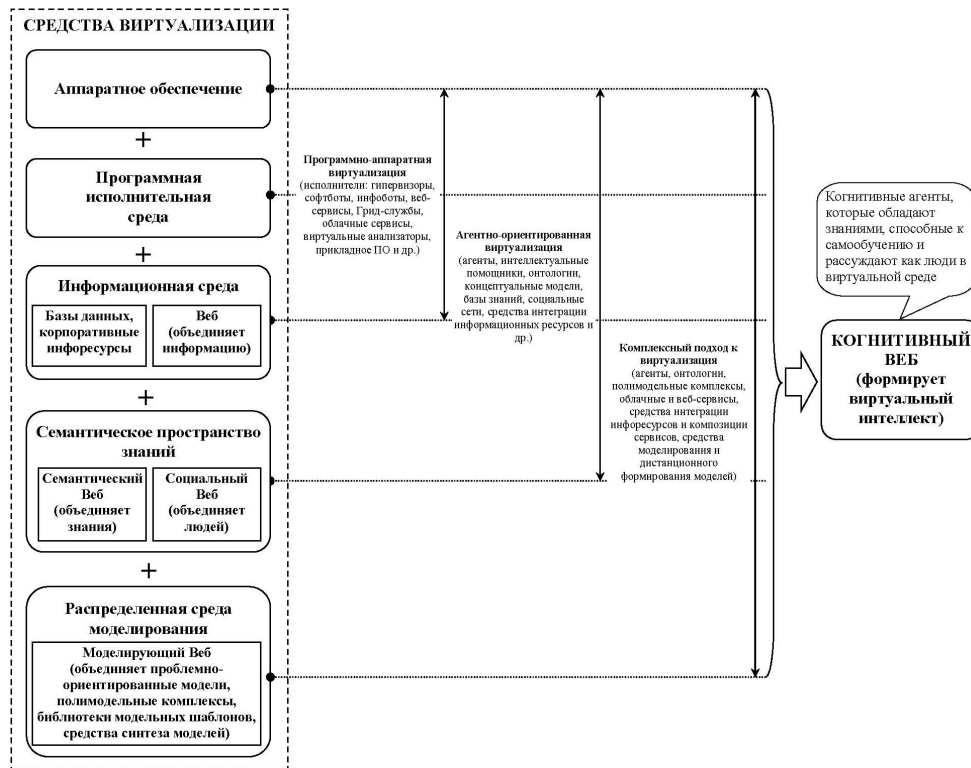 СРЕДСТВА ВИРТУАЛИЗАЦИИ
Аппаратное обеспечение
+
Программная
исполнительная
среда
+
Информационная среда
Базы данных,
корпоративные
инфоресурсы
Веб
(объединяет
информацию)
+
Семантическое пространство
знаний
Семантический
Веб
(объединяет
знания)
Социальный
Веб
(объединяет
людей)
+
Распределенная среда
моделирования
Моделирующий Веб
(объединяет проблемно-
ориентированные модели,
полимодельные комплексы,
библиотеки модельных шаблонов,
средства синтеза моделей)
Программно-аппаратная
виртуализация
(исполнители: гипервизоры,
софтботы, инфоботы, веб-
сервисы, Грид-службы,
облачные сервисы,
виртуальные анализаторы,
прикладное ПО и др.)
Агентно-ориентированная
виртуализация
(агенты, интеллектуальные
помощники, онтологии,
концептуальные модели,
базы знаний, социальные
сети, средства интеграции
информационных ресурсов и
др.)
Комплексный подход к
виртуализация
(агенты, онтологии,
полимодельные комплексы,
облачные и веб-сервисы,
средства интеграции
инфоресурсов и композиции
сервисов, средства
моделирования и
дистанционного
формирования моделей)
Когнитивные агенты,
которые обладают
знаниями, способные к
самообучению и
рассуждают как люди в
виртуальной среде
КОГНИТИВНЫЙ
ВЕБ
(формирует
виртуальный
интеллект)